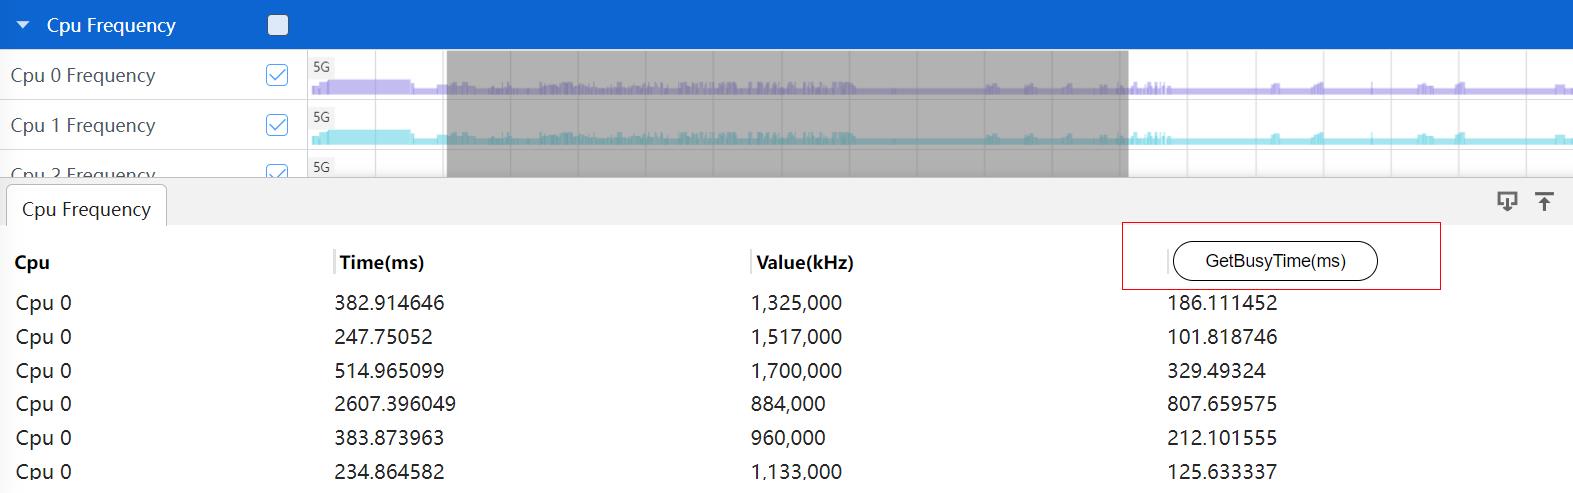 Cpu Frequency
Cpu 0 Frequency 5G
Cpu 1 Frequency 5G
Cpu 2 Frequency 5G
Cpu Frequency
Cpu Time(ms) Value(kHz) GetBusyTime(ms)
Cpu 0 382.914646 1,325,000 186.111452
Cpu 0 247.75052 1,517,000 101.818746
Cpu 0 514.965099 1,700,000 329.49324
Cpu 0 2607.396049 884,000 807.659575
Cpu 0 383.873963 960,000 212.101555
Cpu 0 234.864582 1,133,000 125.633337